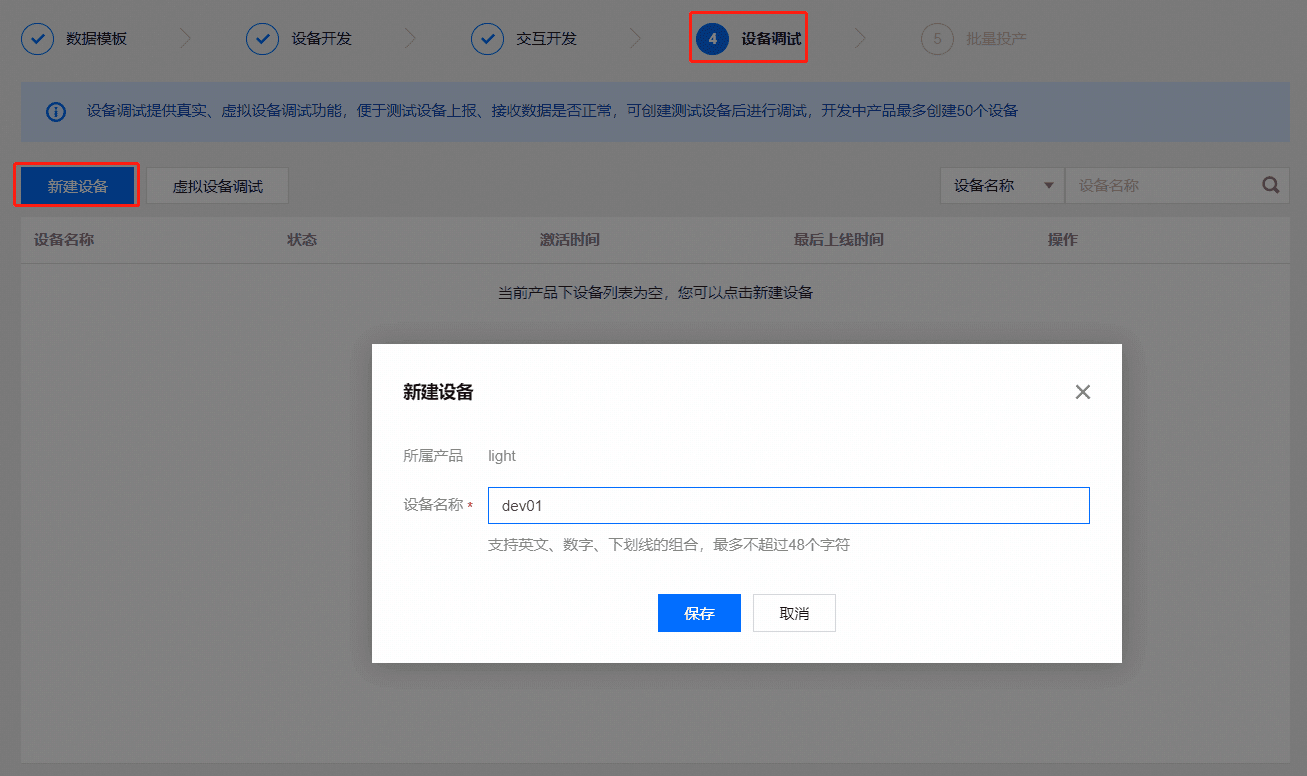 数据模板
设备开发
交互开发
4 设备调试
5 批量投产
设备调试提供真实、虚拟设备调试功能，便于测试设备上报、接收数据是否正常，可创建测试设备后进行调试，开发中产品最多创建50个设备
新建设备 虚拟设备调试 设备名称 设备名称
设备名称 状态 激活时间 最后上线时间 操作
当前产品下设备列表为空，您可以点击新建设备
新建设备
所属产品 light
设备名称 * dev01
支持英文、数字、下划线的组合，最多不超过48个字符
保存 取消